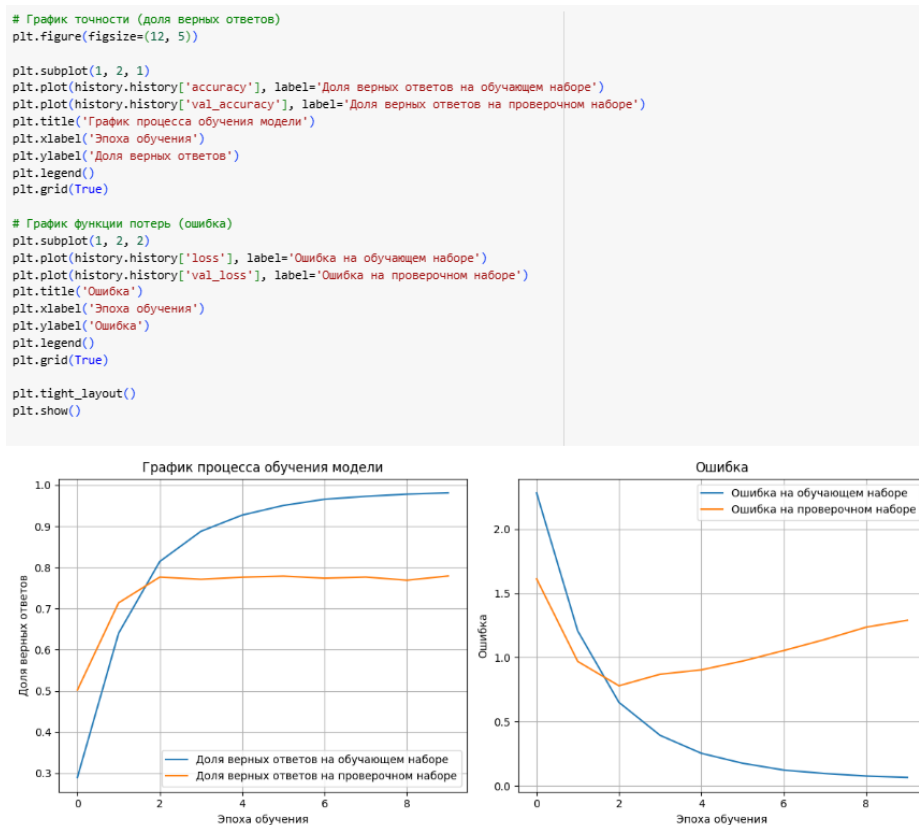 # График точности (доля верных ответов)
plt.figure(figsize=(12, 5))
plt.subplot(1, 2, 1)
plt.plot(history.history['accuracy'], label='Доля верных ответов на обучающем наборе')
plt.plot(history.history['val_accuracy'], label='Доля верных ответов на проверочном наборе')
plt.title('График процесса обучения модели')
plt.xlabel('Эпоха обучения')
plt.ylabel('Доля верных ответов')
plt.legend()
plt.grid(True)
# График функции потерь (ошибка)
plt.subplot(1, 2, 2)
plt.plot(history.history['loss'], label='Ошибка на обучающем наборе')
plt.plot(history.history['val_loss'], label='Ошибка на проверочном наборе')
plt.title('Ошибка')
plt.xlabel('Эпоха обучения')
plt.ylabel('Ошибка')
plt.legend()
plt.grid(True)
plt.tight_layout()
plt.show()
График процесса обучения модели
1.0
0.9
0.8
0.7
0.6
0.5
0.4
0.3
Доля верных ответов
Доля верных ответов на обучающем наборе
Доля верных ответов на проверочном наборе
0 2 4 6 8
Эпоха обучения
Ошибка
Ошибка на обучающем наборе
Ошибка на проверочном наборе
2.0
1.5
1.0
0.5
0.0
Ошибка
0 2 4 6 8
Эпоха обучения